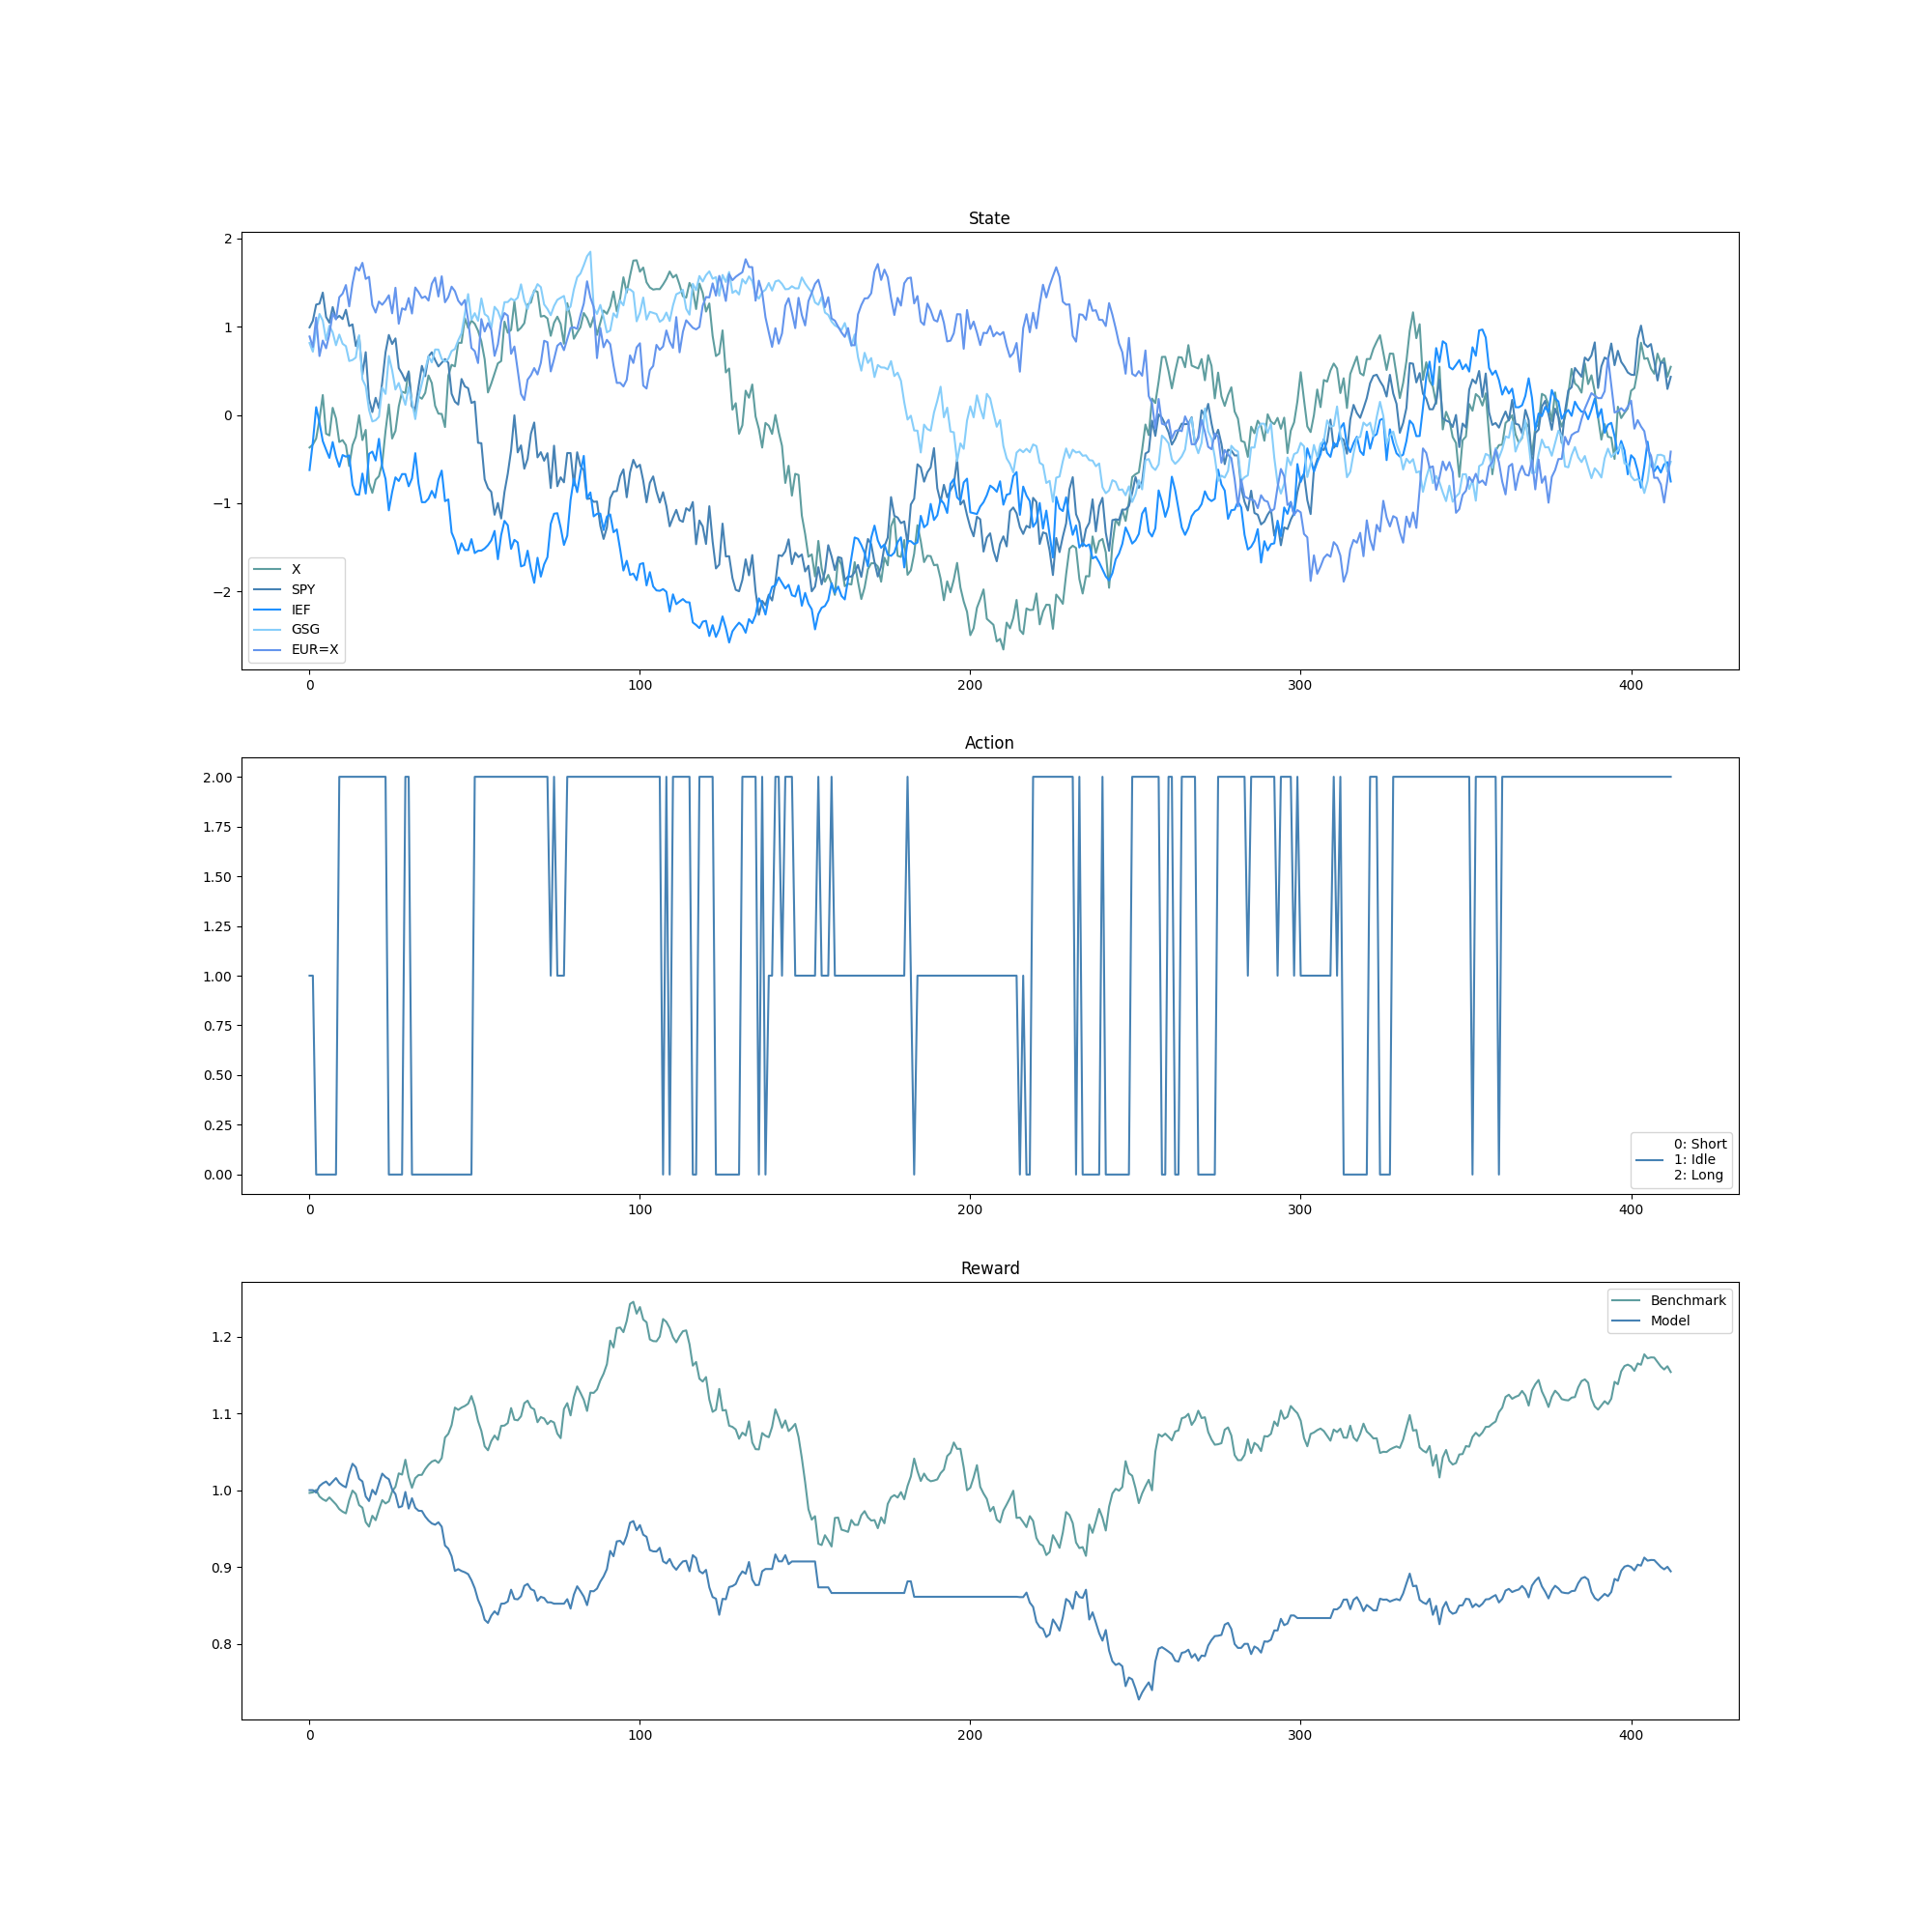 State
2
1
0
−1
−2
X
SPY
IEF
GSG
EUR=X
0 100 200 300 400
Action
2.00
1.75
1.50
1.25
1.00
0.75
0.50
0.25
0.00
0: Short
1: Idle
2: Long
0 100 200 300 400
Reward
Benchmark
Model
1.2
1.1
1.0
0.9
0.8
0 100 200 300 400